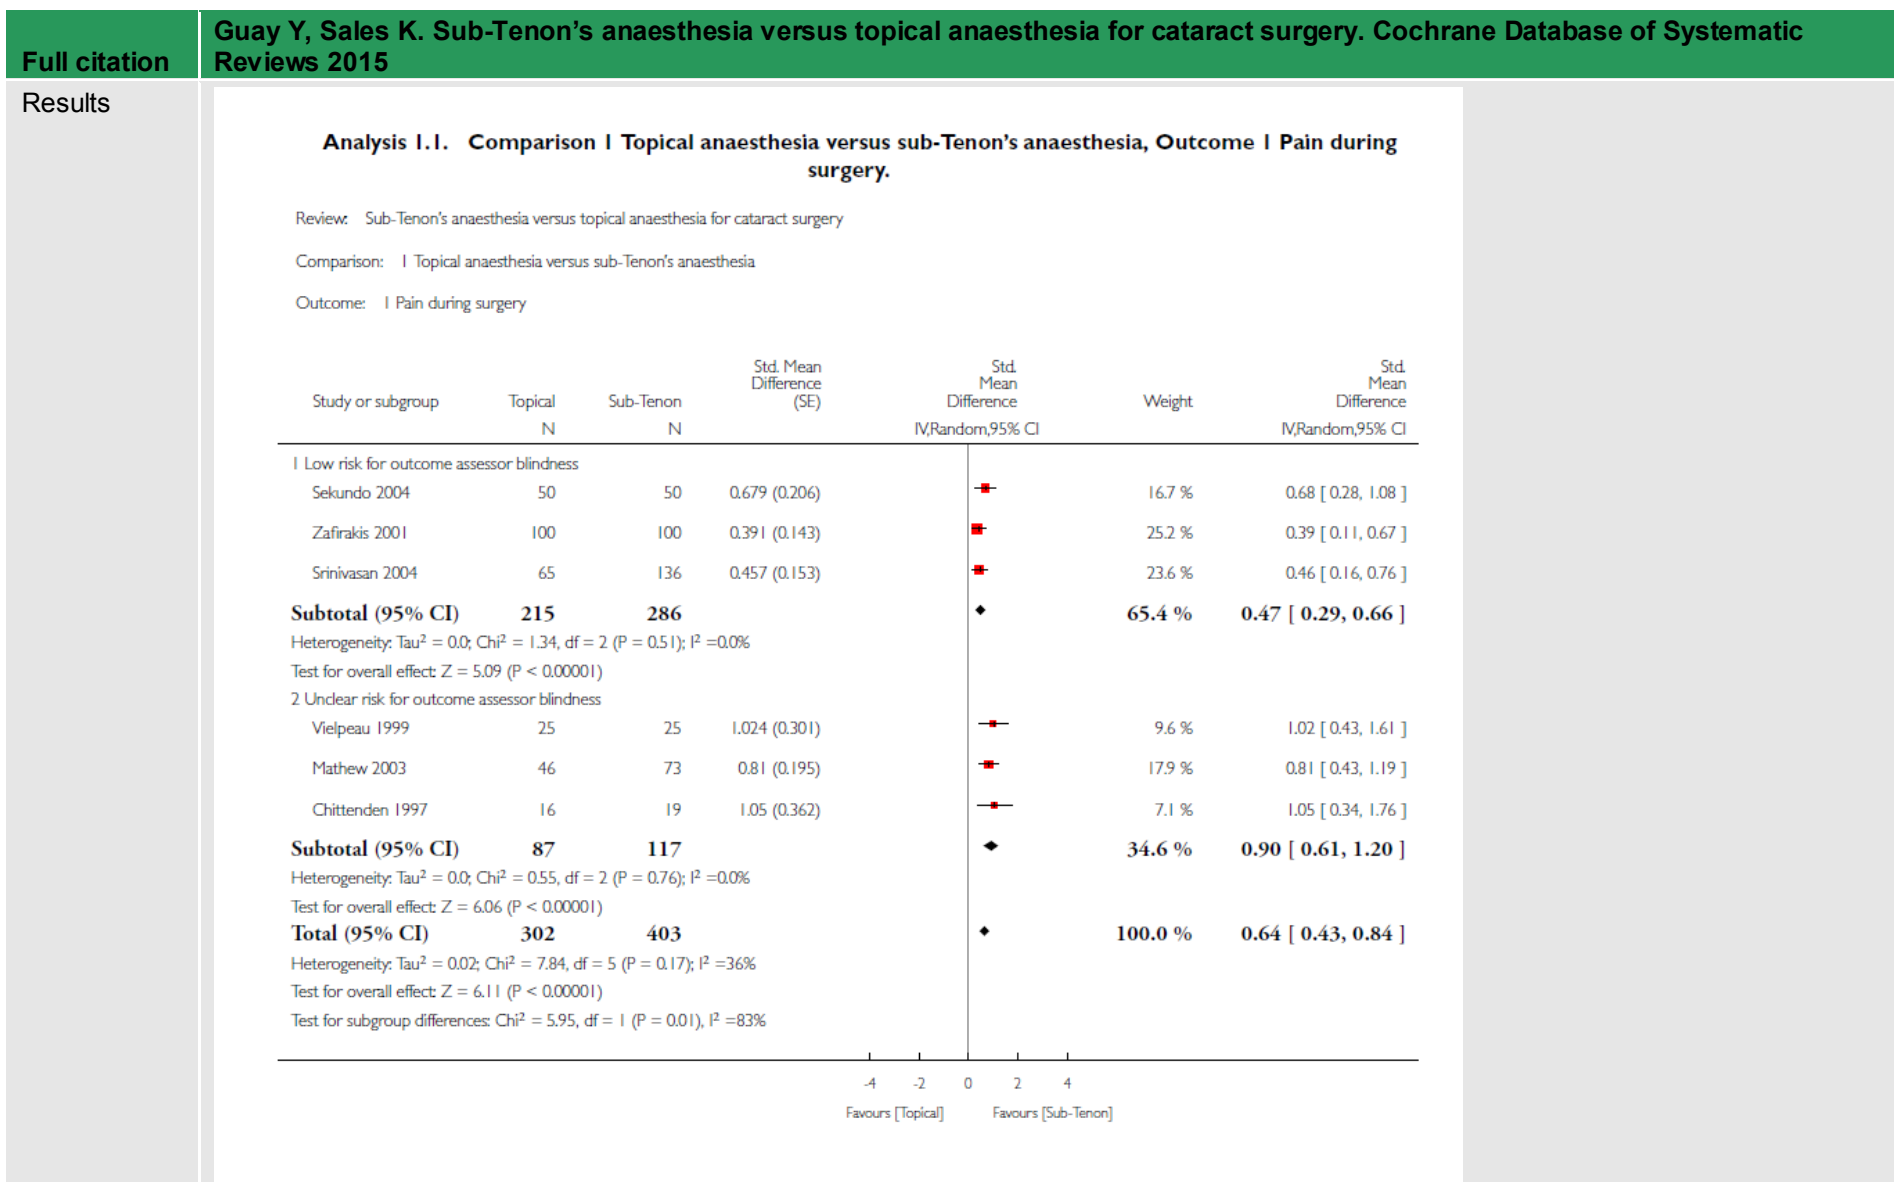 Full citation
Guay Y, Sales K. Sub-Tenon's anaesthesia versus topical anaesthesia for cataract surgery. Cochrane Database of Systematic
Reviews 2015
Results
Analysis 1.1. Comparison 1 Topical anaesthesia versus sub-Tenon's anaesthesia, Outcome 1 Pain during
surgery.
Review: Sub-Tenon's anaesthesia versus topical anaesthesia for cataract surgery
Comparison: 1 Topical anaesthesia versus sub-Tenon's anaesthesia
Outcome: 1 Pain during surgery
Study or subgroup Topical Sub-Tenon Std. Mean Difference (SE) Std. Mean Difference Weight Std. Mean Difference
N N IV,Random,95% CI IV,Random,95% CI
1 Low risk for outcome assessor blindness
Sekundo 2004 50 50 0.679 (0.206) 16.7 % 0.68 [ 0.28, 1.08 ]
Zafirakis 2001 100 100 0.391 (0.143) 25.2 % 0.39 [ 0.11, 0.67 ]
Srinivasan 2004 65 136 0.457 (0.153) 23.6 % 0.46 [ 0.16, 0.76 ]
Subtotal (95% CI) 215 286 65.4 % 0.47 [ 0.29, 0.66 ]
Heterogeneity: Tau² = 0.0; Chi² = 1.34, df = 2 (P = 0.51); I² =0.0%
Test for overall effect: Z = 5.09 (P < 0.00001)
2 Unclear risk for outcome assessor blindness
Vielpeau 1999 25 25 1.024 (0.301) 9.6 % 1.02 [ 0.43, 1.61 ]
Mathew 2003 46 73 0.81 (0.195) 17.9 % 0.81 [ 0.43, 1.19 ]
Chittenden 1997 16 19 1.05 (0.362) 7.1 % 1.05 [ 0.34, 1.76 ]
Subtotal (95% CI) 87 117 34.6 % 0.90 [ 0.61, 1.20 ]
Heterogeneity: Tau² = 0.0; Chi² = 0.55, df = 2 (P = 0.76); I² =0.0%
Test for overall effect: Z = 6.06 (P < 0.00001)
Total (95% CI) 302 403 100.0 % 0.64 [ 0.43, 0.84 ]
Heterogeneity: Tau² = 0.02; Chi² = 7.84, df = 5 (P = 0.17); I² =36%
Test for overall effect: Z = 6.11 (P < 0.00001)
Test for subgroup differences: Chi² = 5.95, df = 1 (P = 0.01), I² =83%
-4 -2 0 2 4
Favours [Topical] Favours [Sub-Tenon]